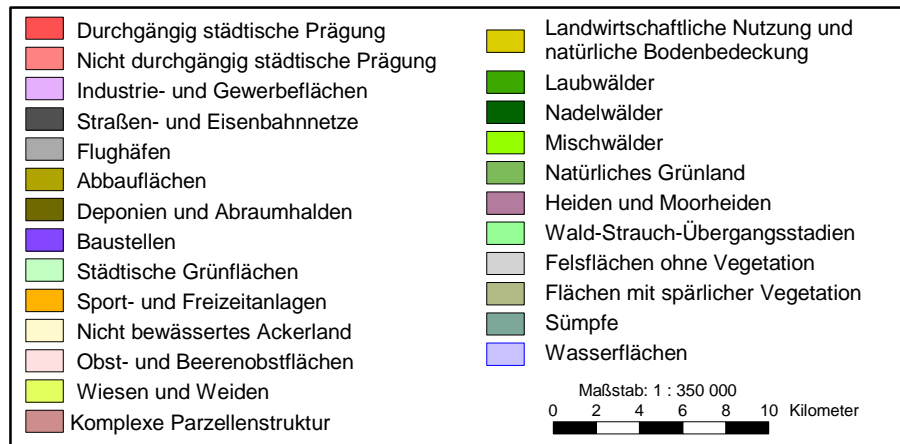 Durchgängig städtische Prägung
Nicht durchgängig städtische Prägung
Industrie- und Gewerbeflächen
Straßen- und Eisenbahnnetze
Flughäfen
Abbauflächen
Deponien und Abraumhalden
Baustellen
Städtische Grünflächen
Sport- und Freizeitanlagen
Nicht bewässertes Ackerland
Obst- und Beerenobstflächen
Wiesen und Weiden
Komplexe Parzellenstruktur
Landwirtschaftliche Nutzung und
natürliche Bodenbedeckung
Laubwälder
Nadelwälder
Mischwälder
Natürliches Grünland
Heiden und Moorheiden
Wald-Strauch-Übergangsstadien
Felsflächen ohne Vegetation
Flächen mit spärlicher Vegetation
Sümpfe
Wasserflächen
Maßstab: 1 : 350 000
0 2 4 6 8 10 Kilometer